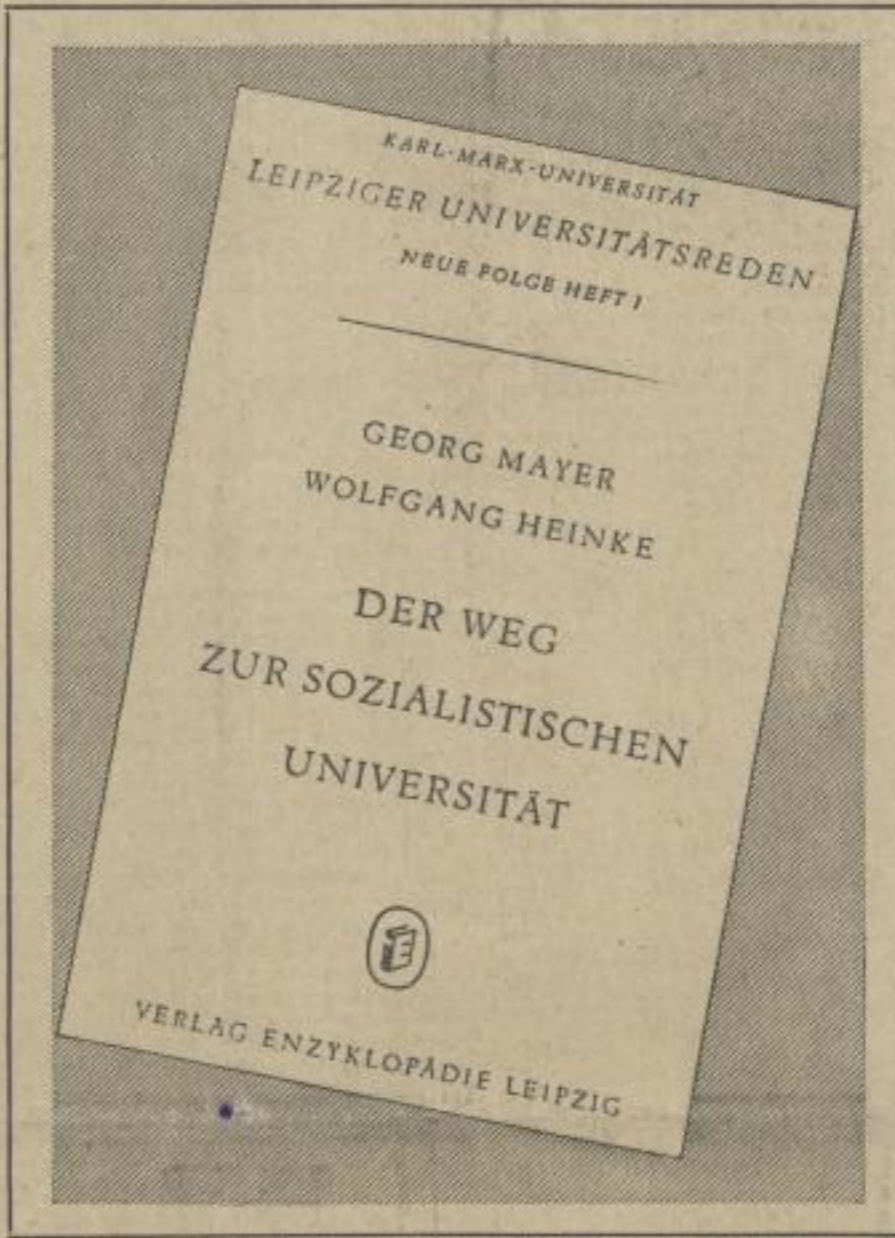 KARL-MARX-UNIVERSITÄT
LEIPZIGER UNIVERSITÄTSREDEN
NEUE FOLGE HEFT 1
GEORG MAYER
WOLFGANG HEINKE
DER WEG
ZUR SOZIALISTISCHEN
UNIVERSITÄT
VERLAG ENZYKLOPÄDIE LEIPZIG